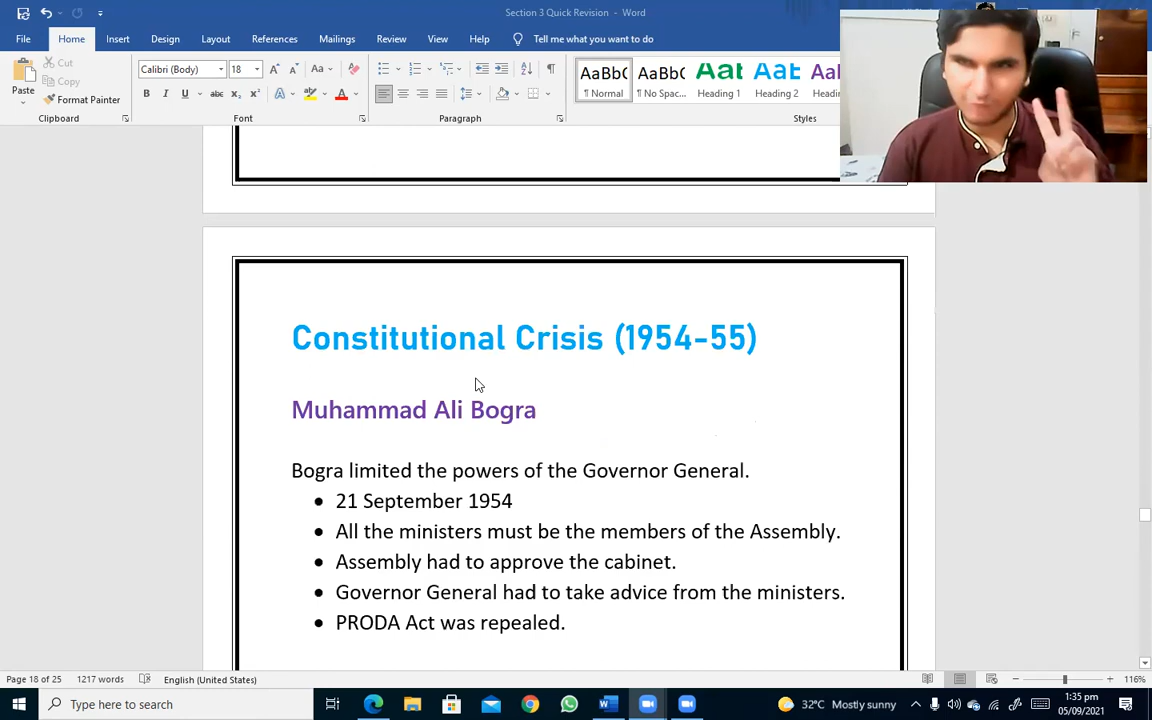 Section 3 Quick Revision - Word
File Home Insert Design Layout References Mailings Review View Help Tell me what you want to do
Paste
Cut
Copy
Format Painter
Clipboard
Calibri (Body) 18
Font
Paragraph
AaBbC
¶ Normal
AaBbC
¶ No Spac...
AaB
Heading 1
AaB
Heading 2
AaB
Headin
Styles
Constitutional Crisis (1954-55)
Muhammad Ali Bogra
Bogra limited the powers of the Governor General.
• 21 September 1954
• All the ministers must be the members of the Assembly.
• Assembly had to approve the cabinet.
• Governor General had to take advice from the ministers.
• PRODA Act was repealed.
Page 18 of 25 1217 words English (United States) 116%
Type here to search
32°C Mostly sunny
1:35 pm
05/09/2021